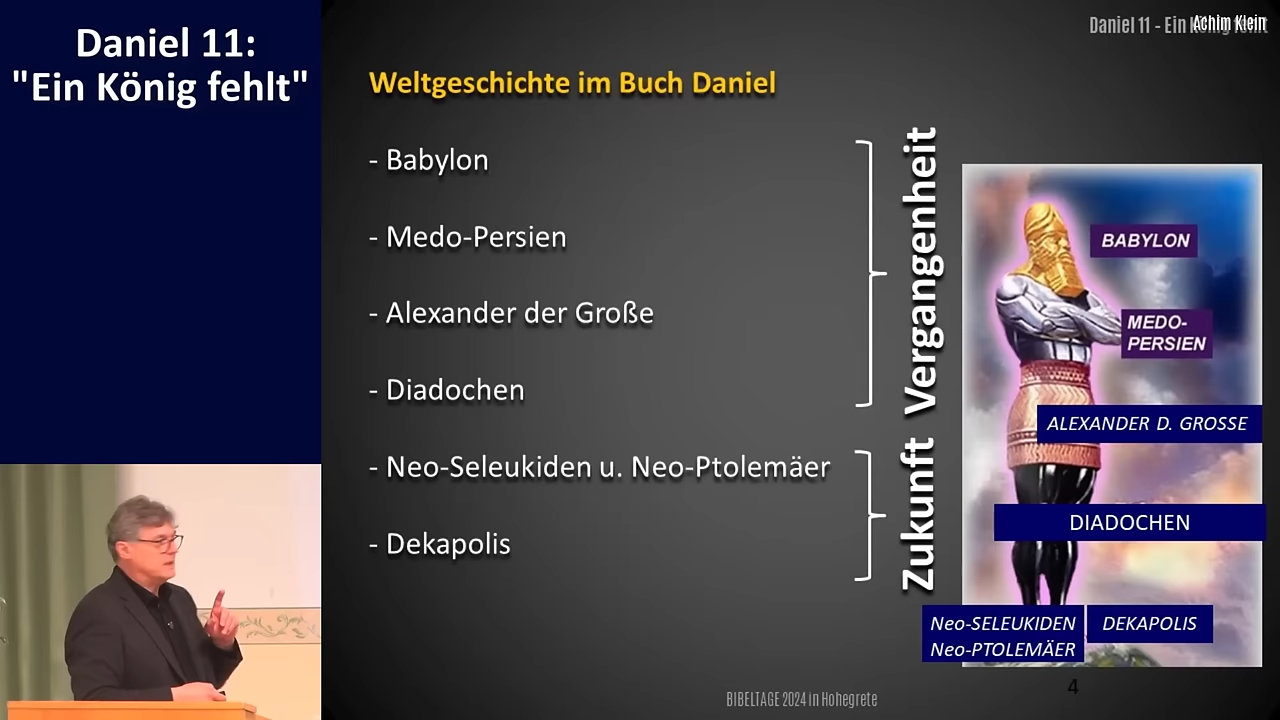 Daniel 11:
"Ein König fehlt"
Daniel 11 - Ein König fehlt
Achim Klein
Weltgeschichte im Buch Daniel
- Babylon
- Medo-Persien
- Alexander der Große
- Diadochen
- Neo-Seleukiden u. Neo-Ptolemäer
- Dekapolis
Vergangenheit
Zukunft
BABYLON
MEDO-
PERSIEN
ALEXANDER D. GROSSE
DIADOCHEN
Neo-SELEUKIDEN
Neo-PTOLEMÄER
DEKAPOLIS
BIBELTAGE 2024 in Hohegrete
4